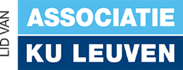 LID VAN
ASSOCIATIE
KU LEUVEN